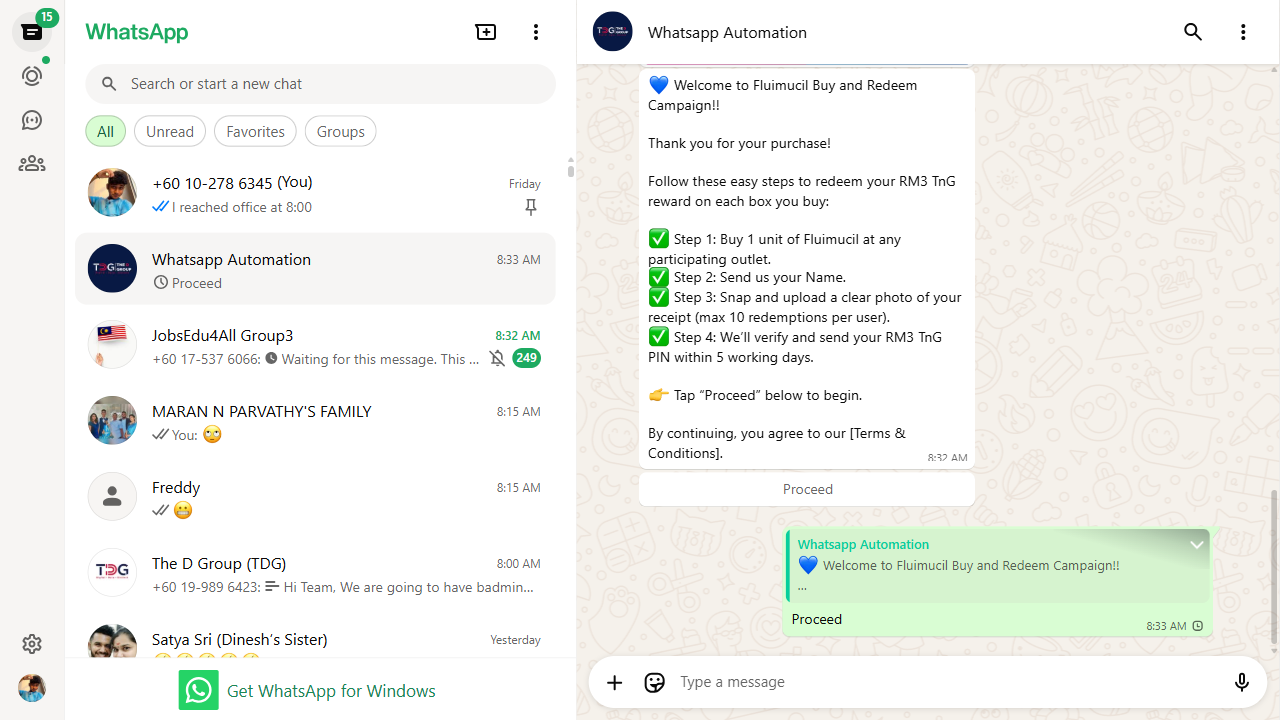 15
WhatsApp
Search or start a new chat
All
Unread
Favorites
Groups
+60 10-278 6345 (You)
Friday
I reached office at 8:00
Whatsapp Automation
8:33 AM
Proceed
JobsEdu4All Group3
8:32 AM
+60 17-537 6066: Waiting for this message. This ...
249
MARAN N PARVATHY'S FAMILY
8:15 AM
You: 🙄
Freddy
8:15 AM
😬
The D Group (TDG)
8:00 AM
+60 19-989 6423: Hi Team, We are going to have badmin...
Satya Sri (Dinesh’s Sister)
Yesterday
Get WhatsApp for Windows
Whatsapp Automation
💙 Welcome to Fluimucil Buy and Redeem
Campaign!!
Thank you for your purchase!
Follow these easy steps to redeem your RM3 TnG
reward on each box you buy:
✅ Step 1: Buy 1 unit of Fluimucil at any
participating outlet.
✅ Step 2: Send us your Name.
✅ Step 3: Snap and upload a clear photo of your
receipt (max 10 redemptions per user).
✅ Step 4: We’ll verify and send your RM3 TnG
PIN within 5 working days.
👉 Tap “Proceed” below to begin.
By continuing, you agree to our [Terms &
Conditions].
8:32 AM
Proceed
Whatsapp Automation
💙 Welcome to Fluimucil Buy and Redeem Campaign!!
...
Proceed
8:33 AM
Type a message